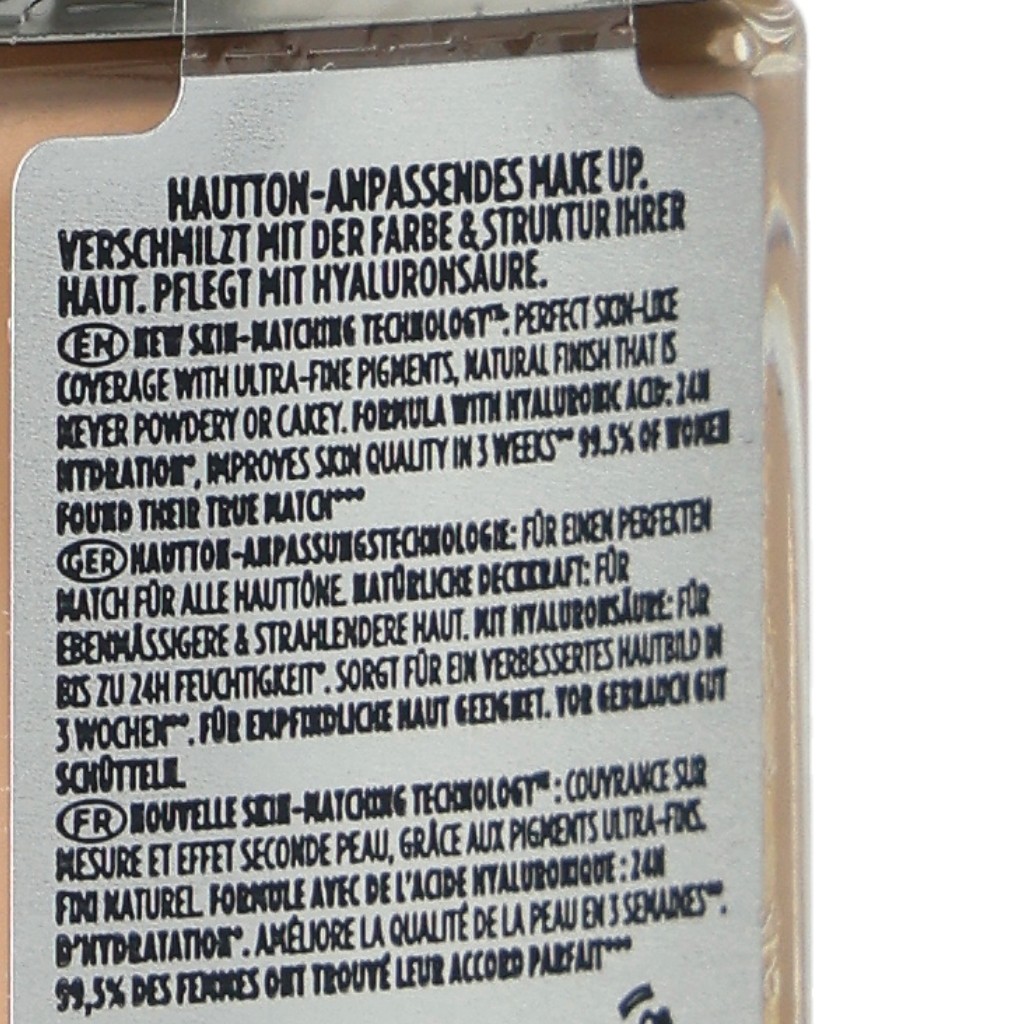 HAUTTON-ANPASSENDES MAKE UP.
VERSCHMILZT MIT DER FARBE & STRUKTUR IHRER
HAUT. PFLEGT MIT HYALURONSÄURE.
EN NEW SKIN-MATCHING TECHNOLOGY™: PERFECT SKIN-LIKE
COVERAGE WITH ULTRA-FINE PIGMENTS, NATURAL FINISH THAT IS
NEVER POWDERY OR CAKEY. FORMULA WITH HYALURONIC ACID: 24H
HYDRATION*, IMPROVES SKIN QUALITY IN 3 WEEKS** 99.5% OF WOMEN
FOUND THEIR TRUE MATCH***
GER HAUTTON-ANPASSUNGSTECHNOLOGIE: FÜR EINEN PERFEKTEN
MATCH FÜR ALLE HAUTTÖNE. NATÜRLICHE DECKKRAFT: FÜR
EBENMÄSSIGERE & STRAHLENDERE HAUT. MIT HYALURONSÄURE: FÜR
BIS ZU 24H FEUCHTIGKEIT*. SORGT FÜR EIN VERBESSERTES HAUTBILD IN
3 WOCHEN**. FÜR EMPFINDLICHE HAUT GEEIGNET. VOR GEBRAUCH GUT
SCHÜTTELN.
FR NOUVELLE SKIN-MATCHING TECHNOLOGY™ : COUVRANCE SUR
MESURE ET EFFET SECONDE PEAU, GRÂCE AUX PIGMENTS ULTRA-FINS.
FINI NATUREL. FORMULE AVEC DE L'ACIDE HYALURONIQUE : 24H
D'HYDRATATION*. AMÉLIORE LA QUALITÉ DE LA PEAU EN 3 SEMAINES**.
99,5% DES FEMMES ONT TROUVÉ LEUR ACCORD PARFAIT***